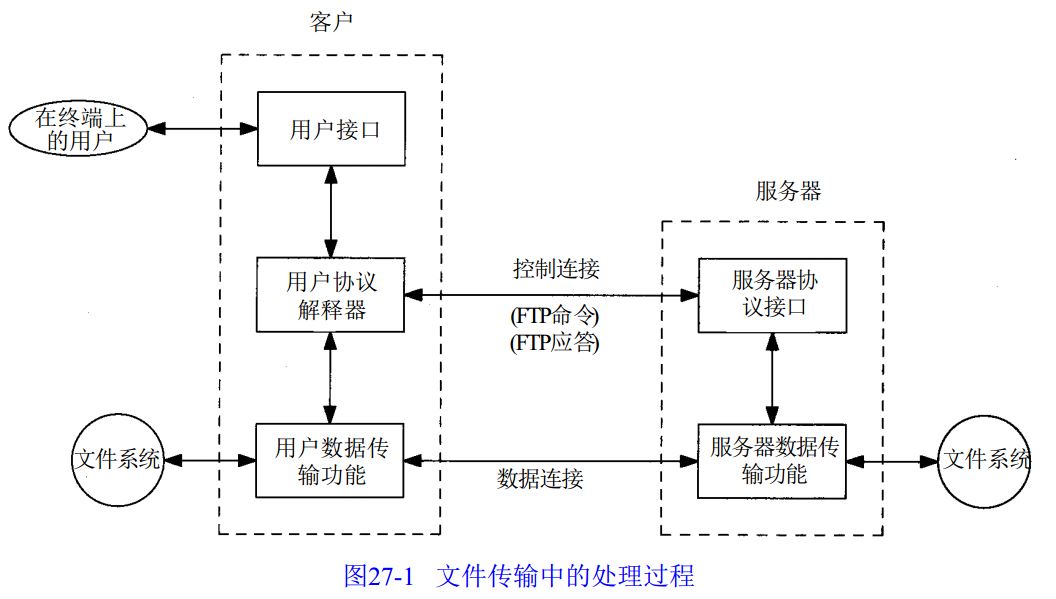 客户
在终端上
的用户
用户接口
服务器
用户协议
解释器
控制连接
(FTP命令)
(FTP应答)
服务器协
议接口
文件系统
用户数据传
输功能
数据连接
服务器数据传
输功能
文件系统
图27-1 文件传输中的处理过程